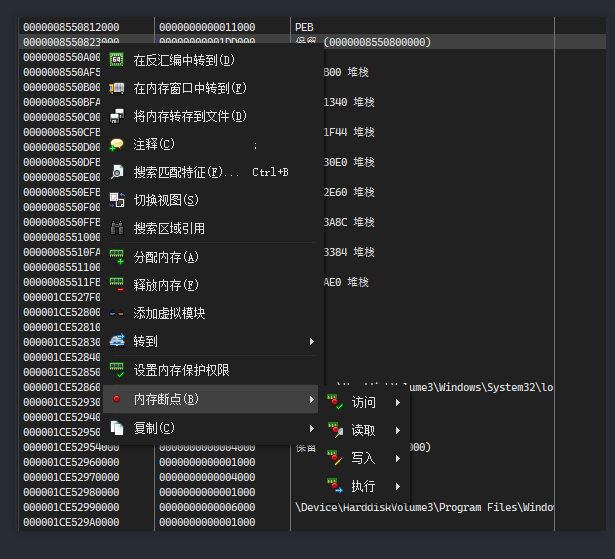 0000008550812000 0000000000011000 PEB
0000008550823000 00000000001DD000 保留 (0000008550800000)
0000008550A00
在反汇编中转到(D)
0000008550AF5 B00 堆栈
0000008550B00
在内存窗口中转到(F)
0000008550BFA 1340 堆栈
0000008550C00
将内存转存到文件(D)
0000008550CFB 1F44 堆栈
0000008550D00
注释(C) ;
0000008550DFB 30E0 堆栈
0000008550E00
搜索匹配特征(F)... Ctrl+B
0000008550EFB 2E60 堆栈
0000008550F00
切换视图(S)
0000008550FFB 3A8C 堆栈
搜索区域引用
0000008551000
000000855510FA 3384 堆栈
分配内存(A)
0000008551100
000000855511FB AE0 堆栈
释放内存(F)
000001CE527F0
添加虚拟模块
000001CE52800
000001CE52810
转到
000001CE52830
000001CE52840
设置内存保护权限
000001CE52850
000001CE52860 \HarddiskVolume3\Windows\System32\lo
内存断点(B)
000001CE52930
访问
000001CE52940
复制(C)
000001CE52950
读取
000001CE52954000 0000000000004000 保留 000)
写入
000001CE52960000 0000000000001000
000001CE52970000 0000000000004000
执行
000001CE52980000 0000000000001000
000001CE52990000 0000000000006000 \Device\HarddiskVolume3\Program Files\Windo
000001CE529A0000 0000000000001000